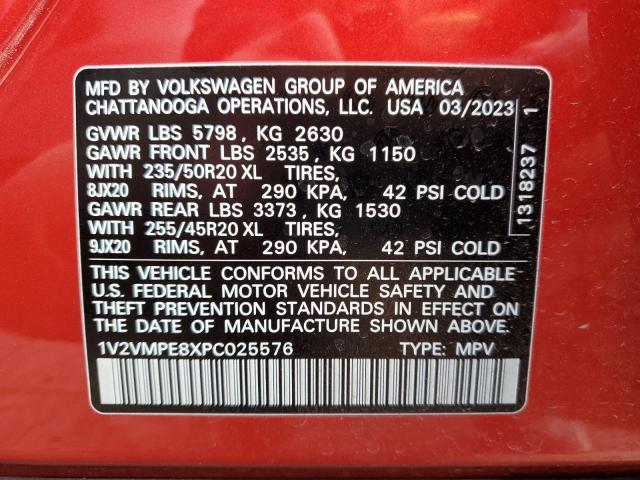 MFD BY VOLKSWAGEN GROUP OF AMERICA
CHATTANOOGA OPERATIONS, LLC. USA 03/2023
GVWR LBS 5798, KG 2630
GAWR FRONT LBS 2535, KG 1150
WITH 235/50R20 XL TIRES,
8JX20 RIMS, AT 290 KPA, 42 PSI COLD
GAWR REAR LBS 3373, KG 1530
WITH 255/45R20 XL TIRES,
9JX20 RIMS, AT 290 KPA, 42 PSI COLD
THIS VEHICLE CONFORMS TO ALL APPLICABLE
U.S. FEDERAL MOTOR VEHICLE SAFETY AND
THEFT PREVENTION STANDARDS IN EFFECT ON
THE DATE OF MANUFACTURE SHOWN ABOVE.
1V2VMPE8XPC025576 TYPE: MPV
1318237 1